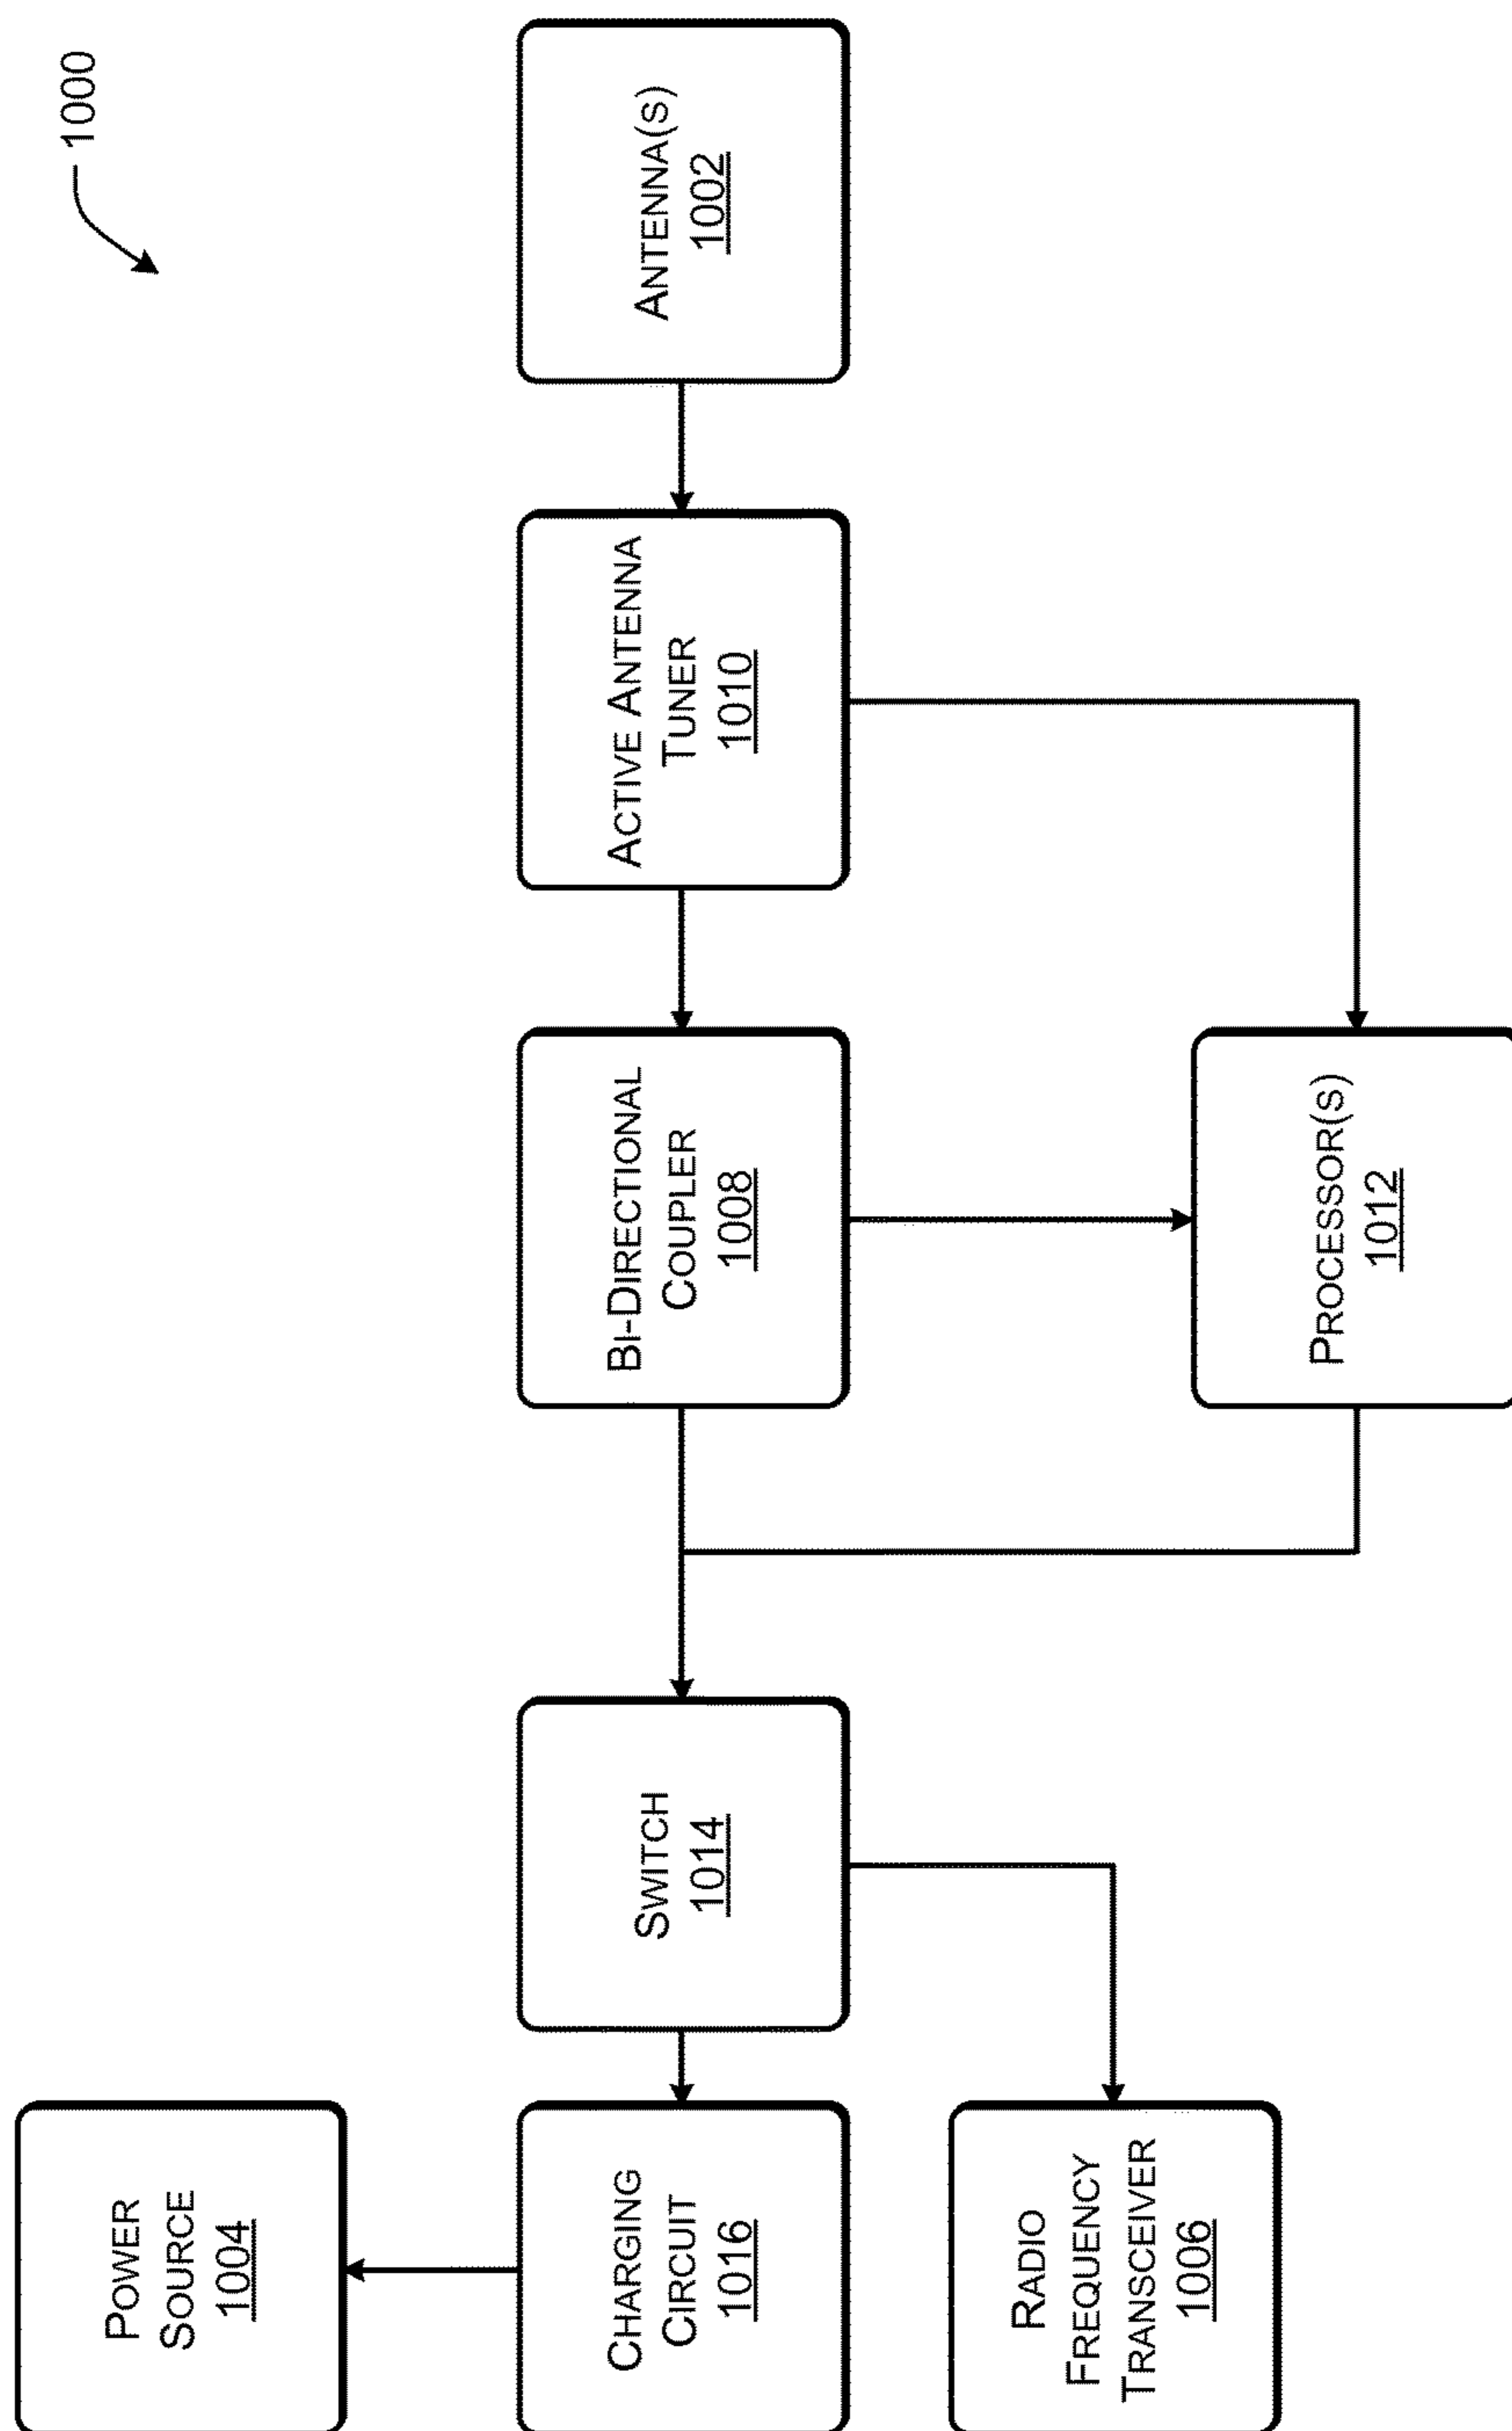 1000
POWER
SOURCE
1004
CHARGING
CIRCUIT
1016
SWITCH
1014
BI-DIRECTIONAL
COUPLER
1008
ACTIVE ANTENNA
TUNER
1010
ANTENNA(S)
1002
RADIO
FREQUENCY
TRANSCEIVER
1006
PROCESSOR(S)
1012